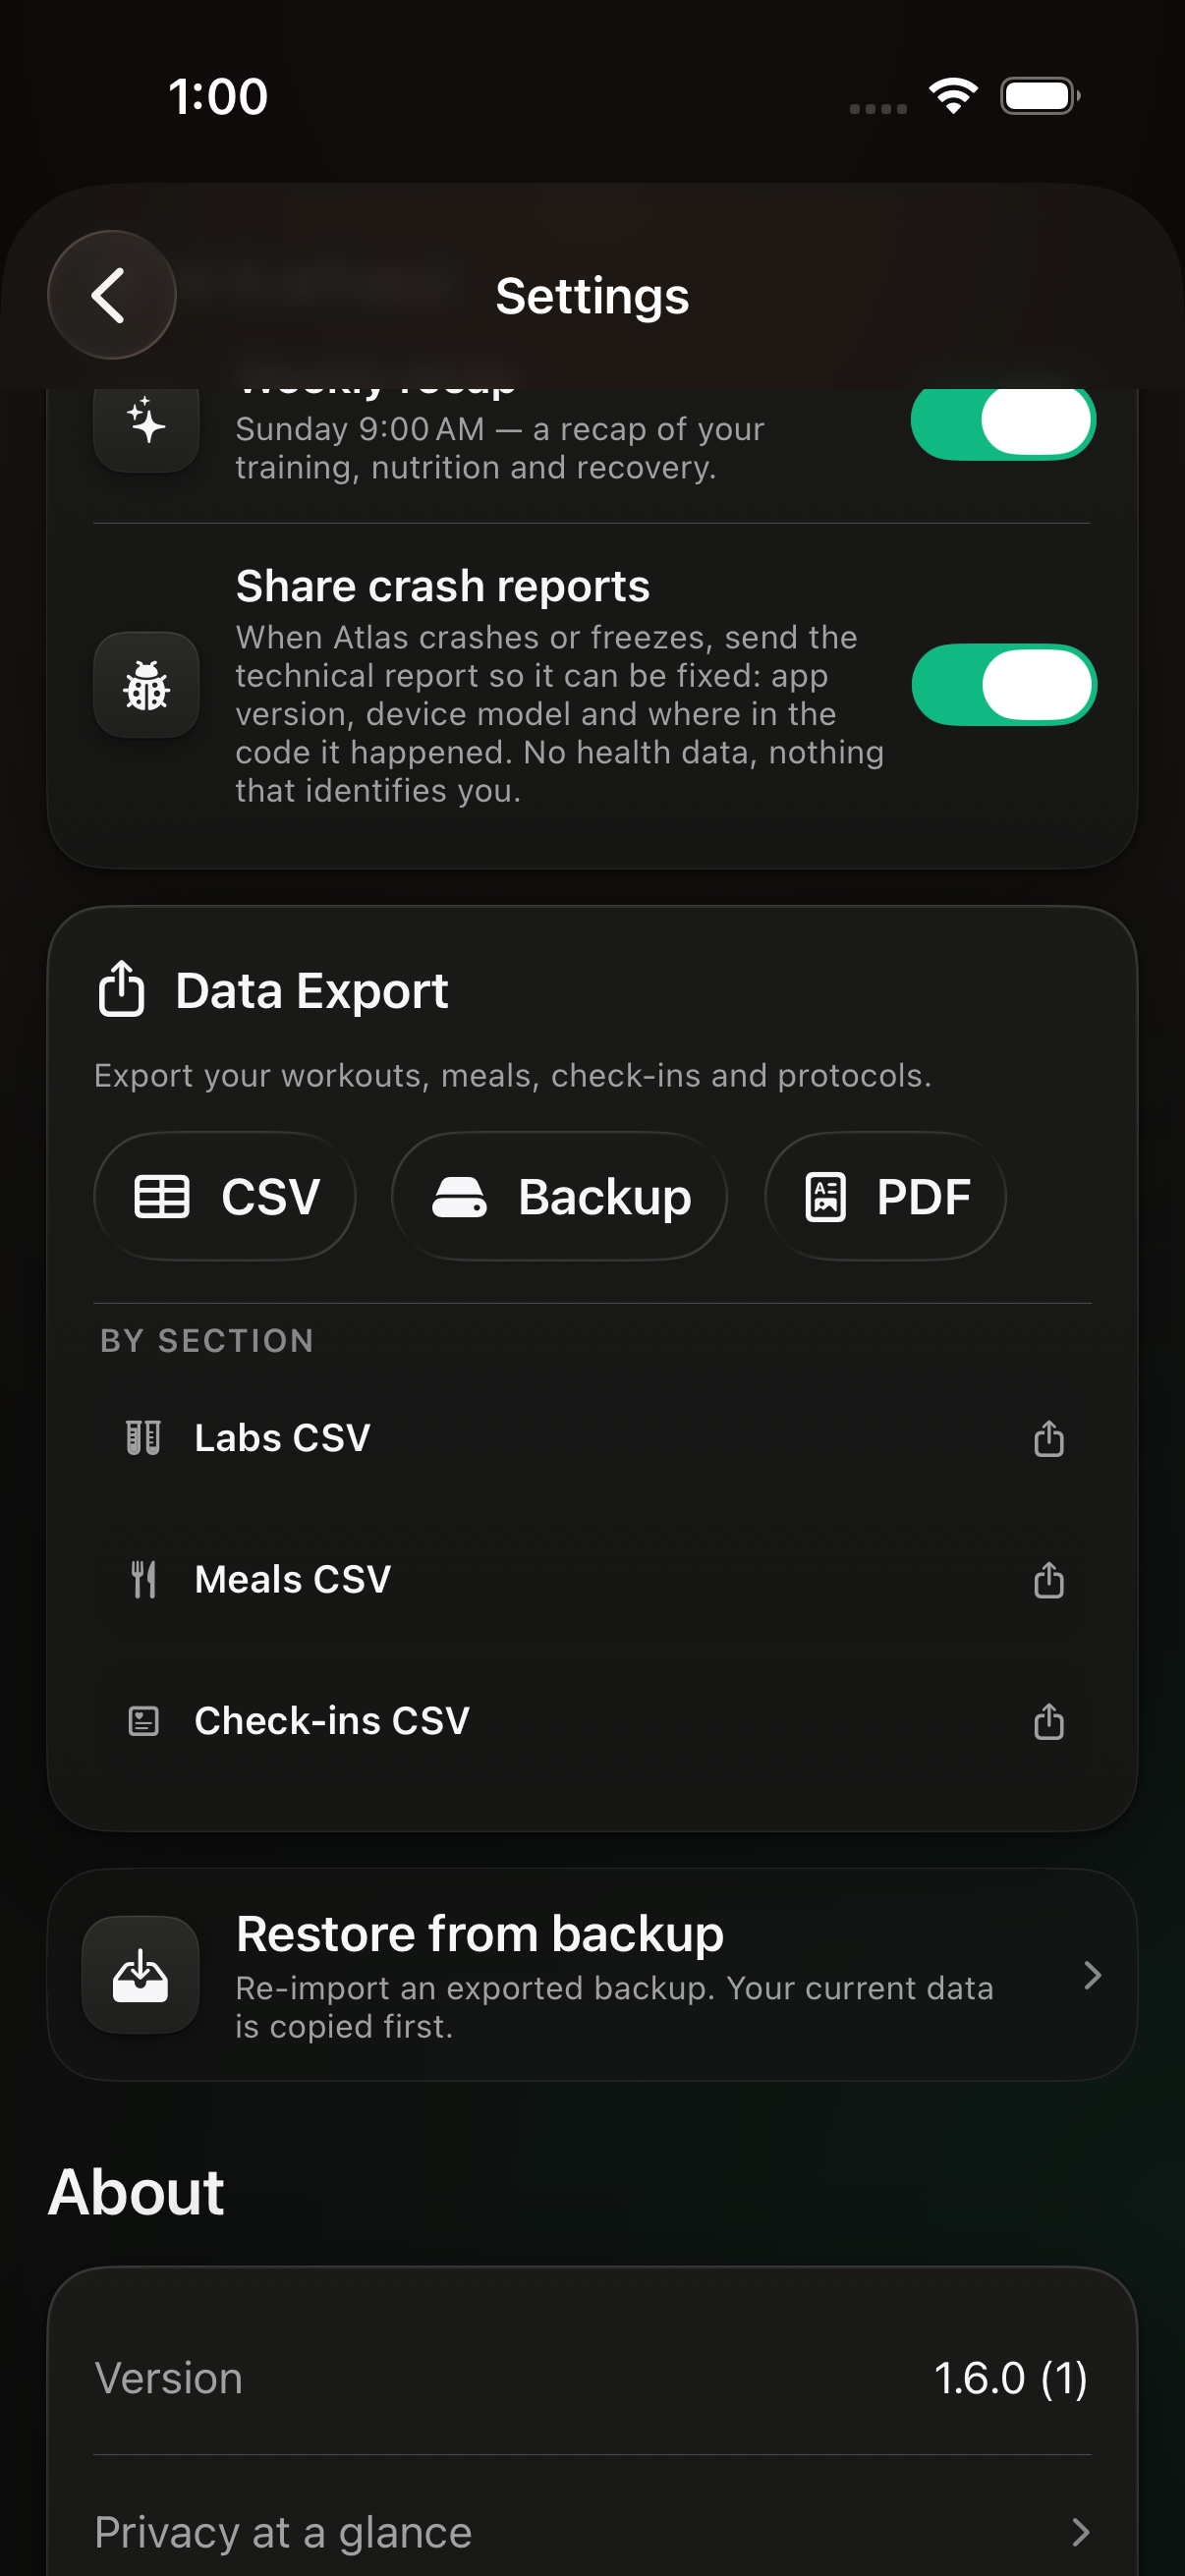 1:00
Settings
Weekly recap
Sunday 9:00 AM — a recap of your
training, nutrition and recovery.
Share crash reports
When Atlas crashes or freezes, send the
technical report so it can be fixed: app
version, device model and where in the
code it happened. No health data, nothing
that identifies you.
Data Export
Export your workouts, meals, check-ins and protocols.
CSV
Backup
PDF
BY SECTION
Labs CSV
Meals CSV
Check-ins CSV
Restore from backup
Re-import an exported backup. Your current data
is copied first.
About
Version
1.6.0 (1)
Privacy at a glance